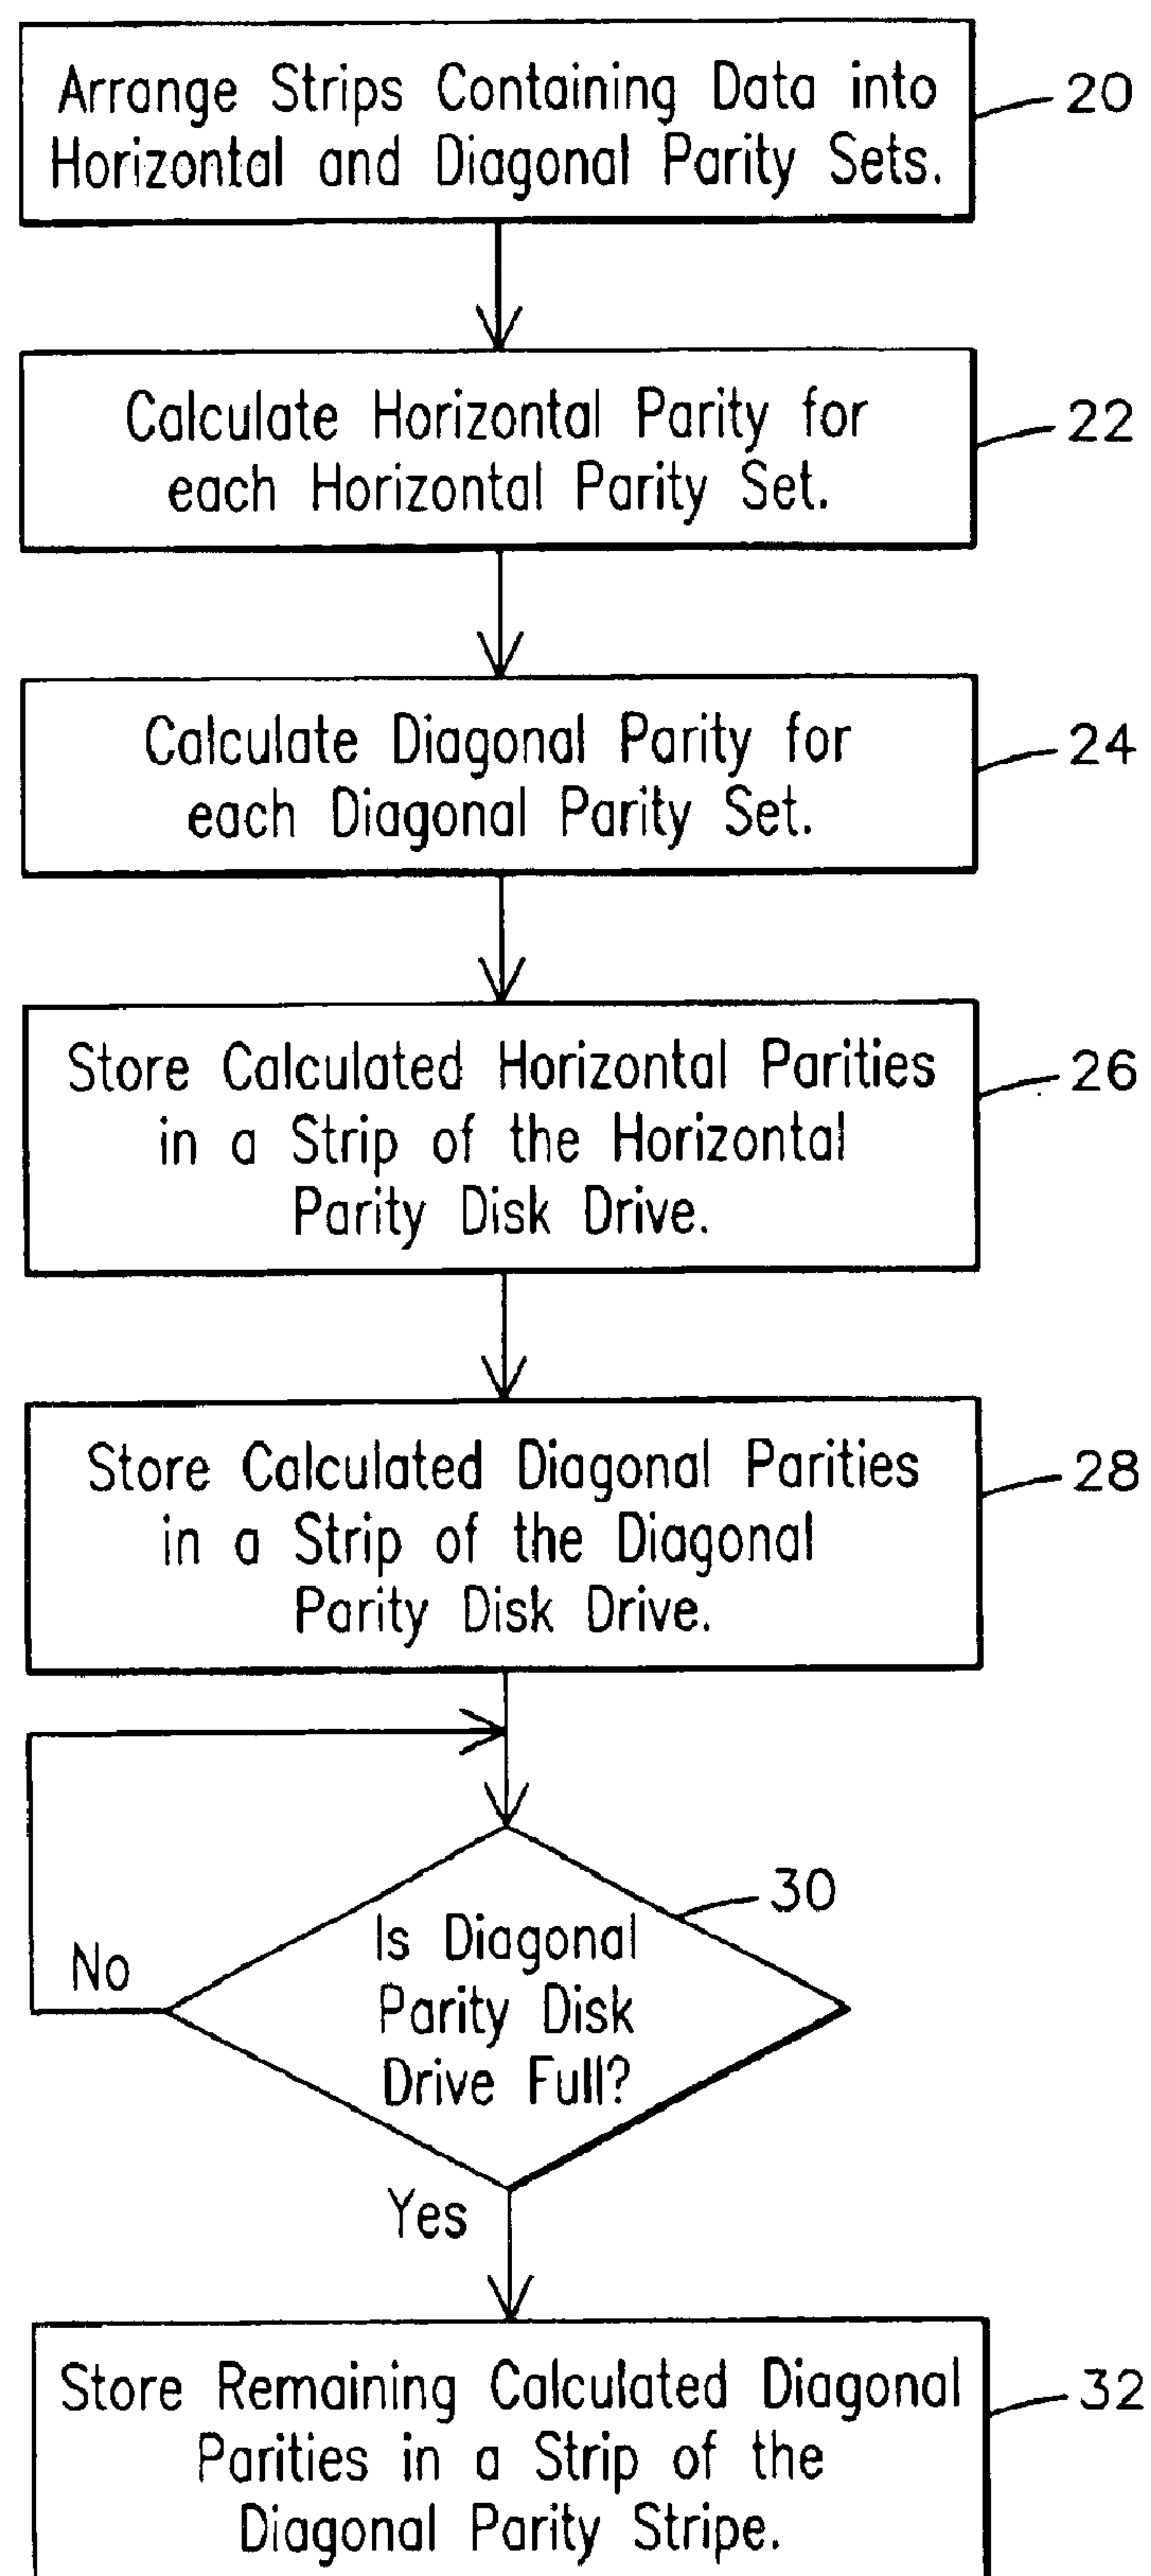 Arrange Strips Containing Data into
Horizontal and Diagonal Parity Sets.
20
Calculate Horizontal Parity for
each Horizontal Parity Set.
22
Calculate Diagonal Parity for
each Diagonal Parity Set.
24
Store Calculated Horizontal Parities
in a Strip of the Horizontal
Parity Disk Drive.
26
Store Calculated Diagonal Parities
in a Strip of the Diagonal
Parity Disk Drive.
28
Is Diagonal
Parity Disk
Drive Full?
30
No
Yes
Store Remaining Calculated Diagonal
Parities in a Strip of the
Diagonal Parity Stripe.
32